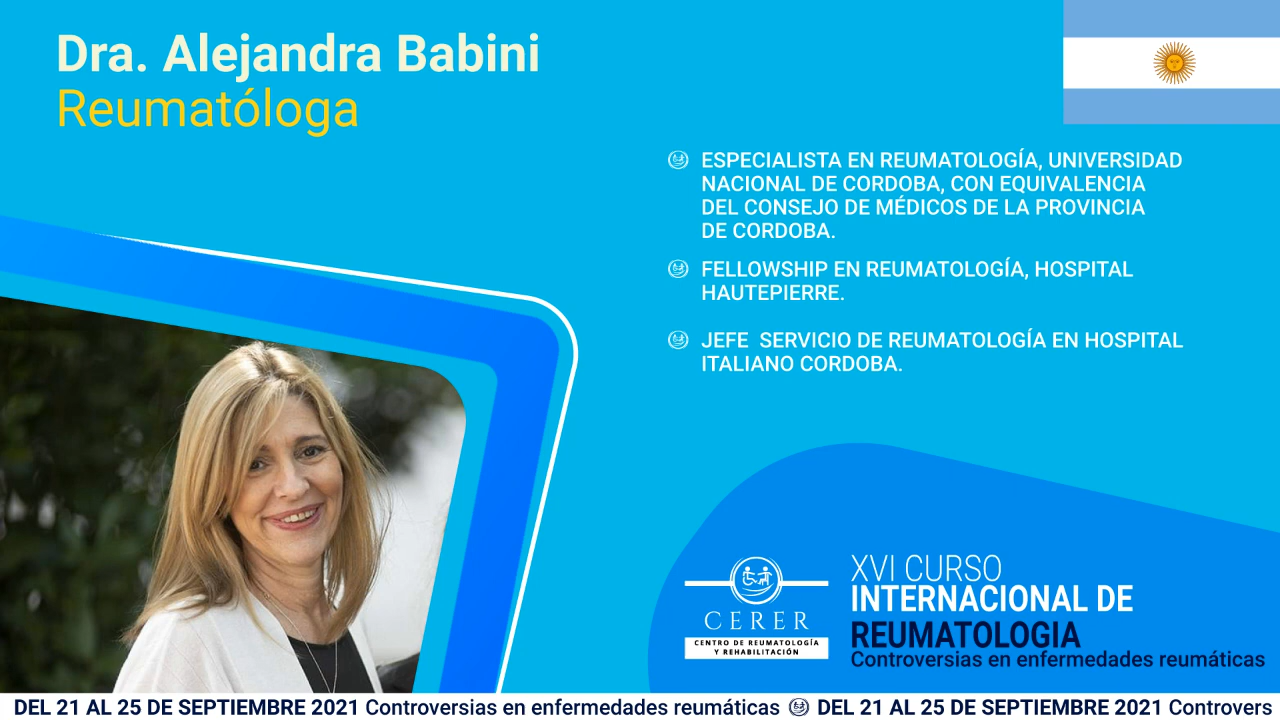 Dra. Alejandra Babini
Reumatóloga
ESPECIALISTA EN REUMATOLOGÍA, UNIVERSIDAD
NACIONAL DE CORDOBA, CON EQUIVALENCIA
DEL CONSEJO DE MÉDICOS DE LA PROVINCIA
DE CORDOBA.
FELLOWSHIP EN REUMATOLOGÍA, HOSPITAL
HAUTEPIERRE.
JEFE  SERVICIO DE REUMATOLOGÍA EN HOSPITAL
ITALIANO CORDOBA.
CERER
CENTRO DE REUMATOLOGÍA
Y REHABILITACIÓN
XVI CURSO
INTERNACIONAL DE
REUMATOLOGIA
Controversias en enfermedades reumáticas
DEL 21 AL 25 DE SEPTIEMBRE 2021 Controversias en enfermedades reumáticas DEL 21 AL 25 DE SEPTIEMBRE 2021 Controvers